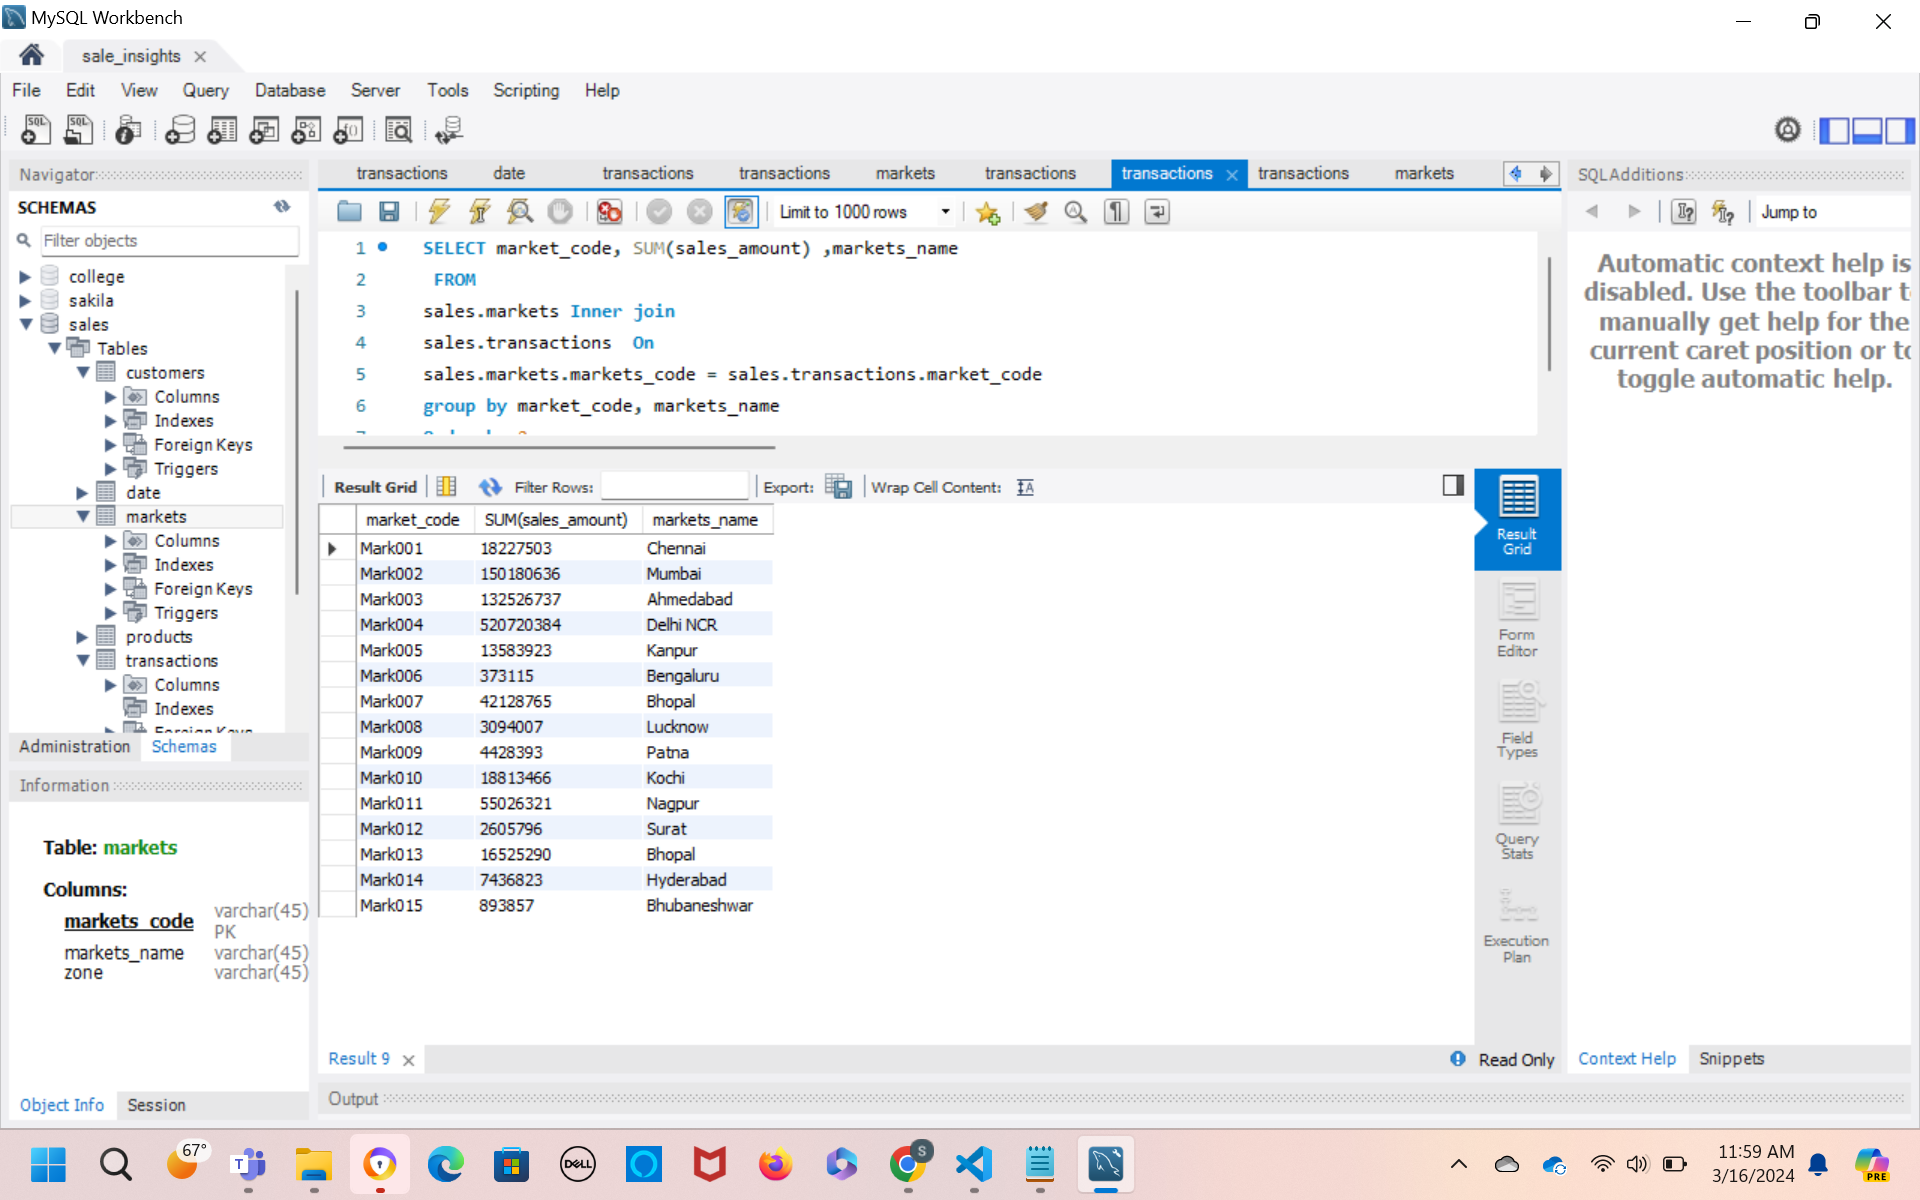 MySQL Workbench
sale_insights
File Edit View Query Database Server Tools Scripting Help
Navigator
SCHEMAS
Filter objects
college
sakila
sales
Tables
customers
Columns
Indexes
Foreign Keys
Triggers
date
markets
Columns
Indexes
Foreign Keys
Triggers
products
transactions
Columns
Indexes
Foreign Keys
Administration Schemas
Information
Table: markets
Columns:
markets_code varchar(45) PK
markets_name varchar(45)
zone varchar(45)
Object Info Session
transactions date transactions transactions markets transactions transactions transactions markets
Limit to 1000 rows
1 SELECT market_code, SUM(sales_amount) ,markets_name
2 FROM
3 sales.markets Inner join
4 sales.transactions On
5 sales.markets.markets_code = sales.transactions.market_code
6 group by market_code, markets_name
Result Grid Filter Rows: Export: Wrap Cell Content:
market_code SUM(sales_amount) markets_name
Mark001 18227503 Chennai
Mark002 150180636 Mumbai
Mark003 132526737 Ahmedabad
Mark004 520720384 Delhi NCR
Mark005 13583923 Kanpur
Mark006 373115 Bengaluru
Mark007 42128765 Bhopal
Mark008 3094007 Lucknow
Mark009 4428393 Patna
Mark010 18813466 Kochi
Mark011 55026321 Nagpur
Mark012 2605796 Surat
Mark013 16525290 Bhopal
Mark014 7436823 Hyderabad
Mark015 893857 Bhubaneshwar
Result Grid
Form Editor
Field Types
Query Stats
Execution Plan
Result 9
Read Only
Output
SQLAdditions
Jump to
Automatic context help is
disabled. Use the toolbar t
manually get help for the
current caret position or to
toggle automatic help.
Context Help Snippets
67°
DELL
S
11:59 AM
3/16/2024
PRE